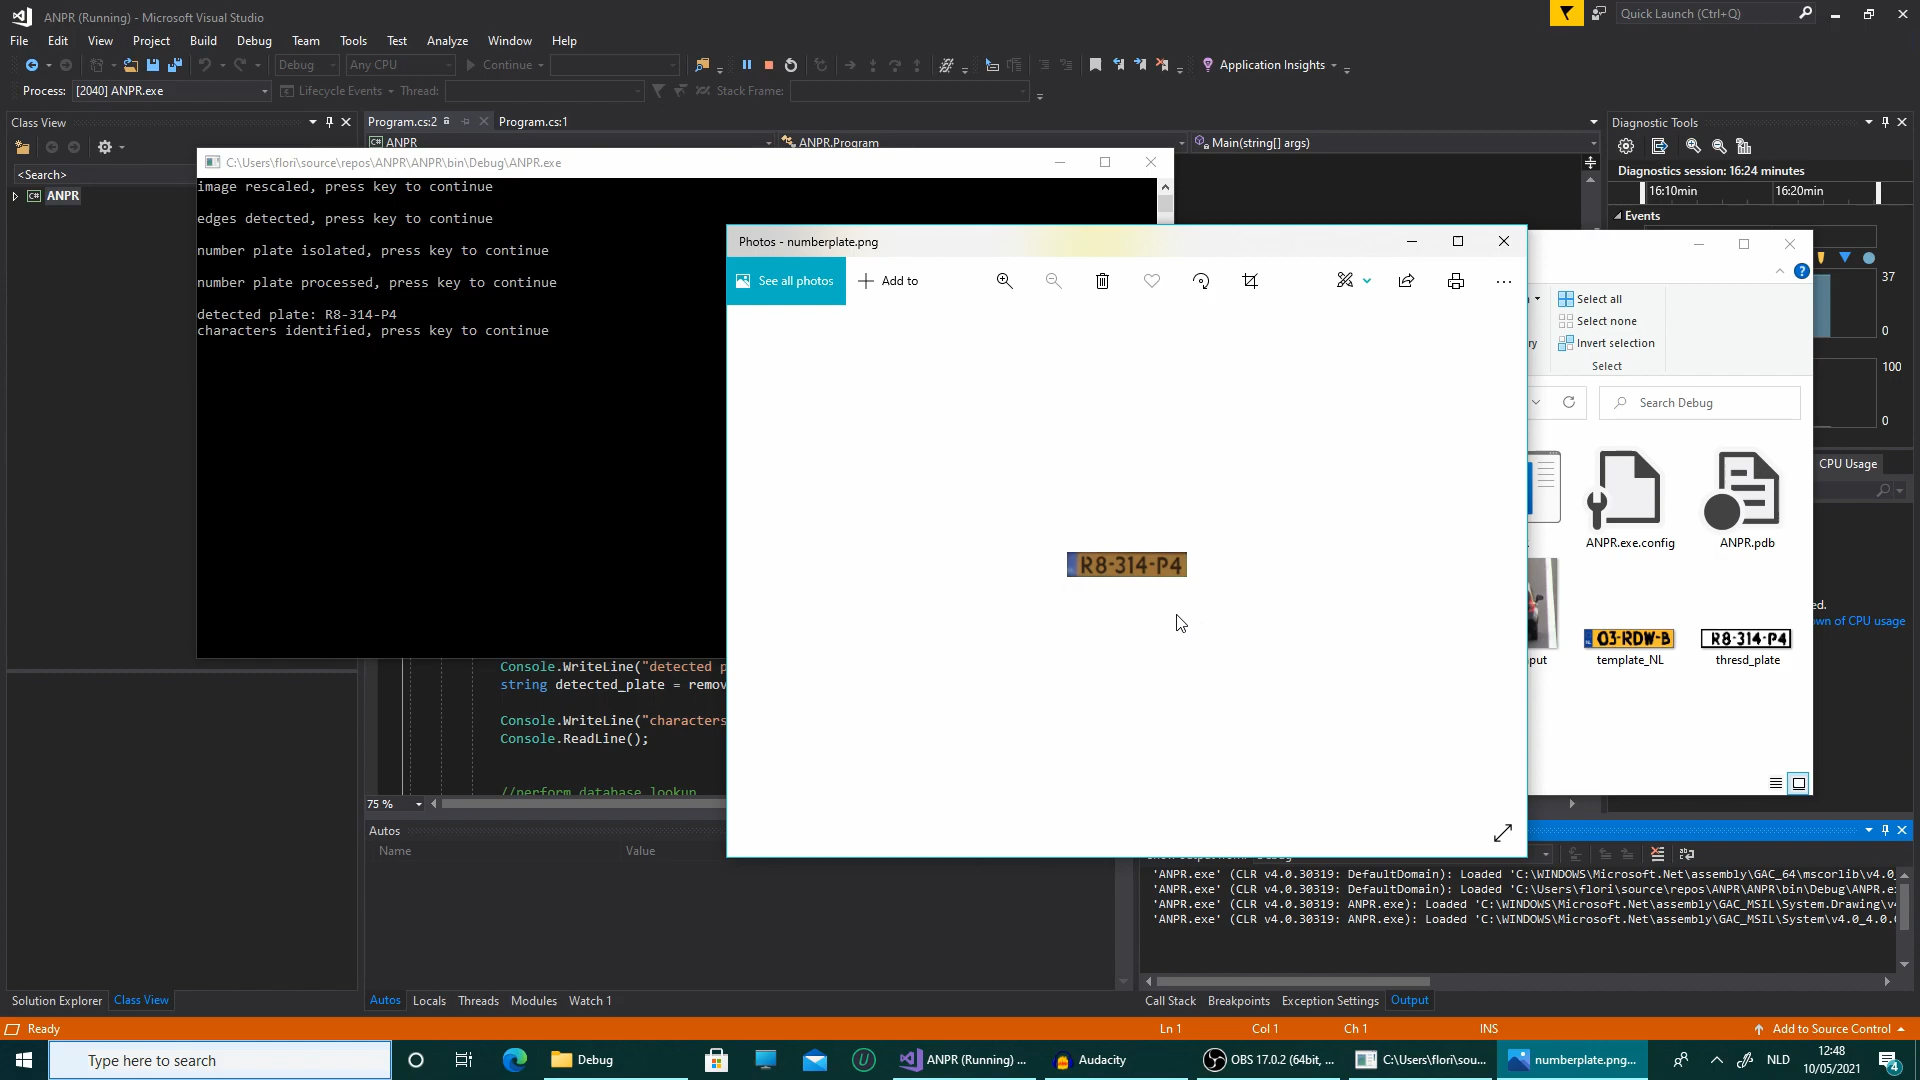 ANPR (Running) - Microsoft Visual Studio
Quick Launch (Ctrl+Q)
File Edit View Project Build Debug Team Tools Test Analyze Window Help
Debug Any CPU Continue Application Insights
Process: [2040] ANPR.exe Lifecycle Events Thread: Stack Frame:
Class View
Program.cs:2 Program.cs:1
Diagnostic Tools
C# ANPR
ANPR.Program
Main(string[] args)
<Search>
C# ANPR
C:\Users\flori\source\repos\ANPR\ANPR\bin\Debug\ANPR.exe
image rescaled, press key to continue
edges detected, press key to continue
number plate isolated, press key to continue
number plate processed, press key to continue
detected plate: R8-314-P4
characters identified, press key to continue
Diagnostics session: 16:24 minutes
16:10min 16:20min
Events
37
0
100
0
CPU Usage
Photos - numberplate.png
See all photos
Add to
R8-314-P4
Select all
Select none
Invert selection
Select
Search Debug
ANPR.exe.config
ANPR.pdb
NL 03-RDW-B
R8-314-P4
put
template_NL
thresd_plate
ed.
wn of CPU usage
Console.WriteLine("detected p
string detected_plate = remov
Console.WriteLine("characters
Console.ReadLine();
//perform database lookup
75 %
Autos
Name Value
'ANPR.exe' (CLR v4.0.30319: DefaultDomain): Loaded 'C:\WINDOWS\Microsoft.Net\assembly\GAC_64\mscorlib\v4.0_
'ANPR.exe' (CLR v4.0.30319: DefaultDomain): Loaded 'C:\Users\flori\source\repos\ANPR\ANPR\bin\Debug\ANPR.e
'ANPR.exe' (CLR v4.0.30319: ANPR.exe): Loaded 'C:\WINDOWS\Microsoft.Net\assembly\GAC_MSIL\System.Drawing\v4
'ANPR.exe' (CLR v4.0.30319: ANPR.exe): Loaded 'C:\WINDOWS\Microsoft.Net\assembly\GAC_MSIL\System\v4.0_4.0.0
Solution Explorer Class View
Autos Locals Threads Modules Watch 1
Call Stack Breakpoints Exception Settings Output
Ready
Ln 1 Col 1 Ch 1 INS
Add to Source Control
Type here to search
Debug
ANPR (Running) ...
Audacity
OBS 17.0.2 (64bit, ...
C:\Users\flori\sou...
numberplate.png...
NLD
12:48
10/05/2021
4